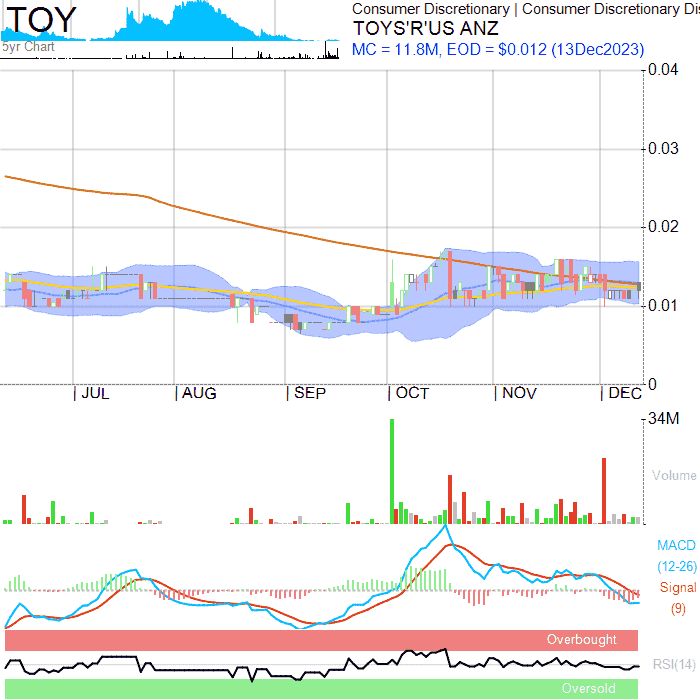 TOY
5yr Chart
Consumer Discretionary | Consumer Discretionary Dis
TOYS'R'US ANZ
MC = 11.8M, EOD = $0.012 (13Dec2023)
0.04
0.03
0.02
0.01
0
| JUL | AUG | SEP | OCT | NOV | DEC
34M
Volume
MACD
(12-26)
Signal
(9)
Overbought
RSI(14)
Oversold